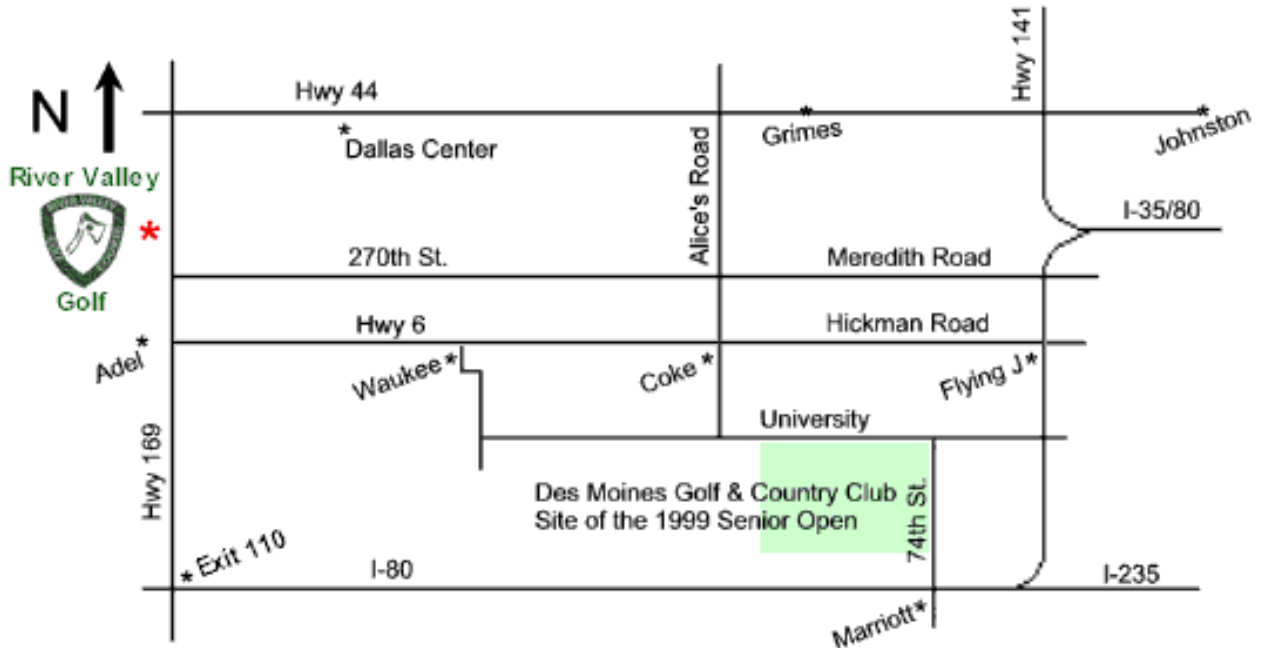 Hwy 141
Hwy 44
N
Grimes
Johnston
Dallas Center
River Valley
Alice's Road
I-35/80
270th St.
Meredith Road
Golf
Hwy 6
Hickman Road
Adel
Waukee
Coke
Flying J
University
Hwy 169
Des Moines Golf & Country Club
Site of the 1999 Senior Open
74th St.
Exit 110
I-80
I-235
Marriott